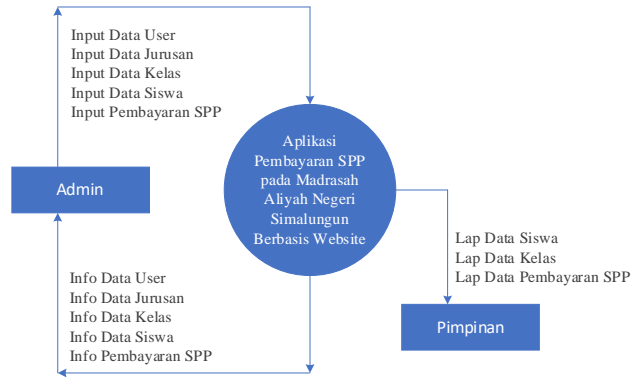 Input Data User
Input Data Jurusan
Input Data Kelas
Input Data Siswa
Input Pembayaran SPP
Aplikasi
Pembayaran SPP
pada Madrasah
Aliyah Negeri
Simalungun
Berbasis Website
Admin
Lap Data Siswa
Lap Data Kelas
Lap Data Pembayaran SPP
Info Data User
Info Data Jurusan
Info Data Kelas
Info Data Siswa
Info Pembayaran SPP
Pimpinan